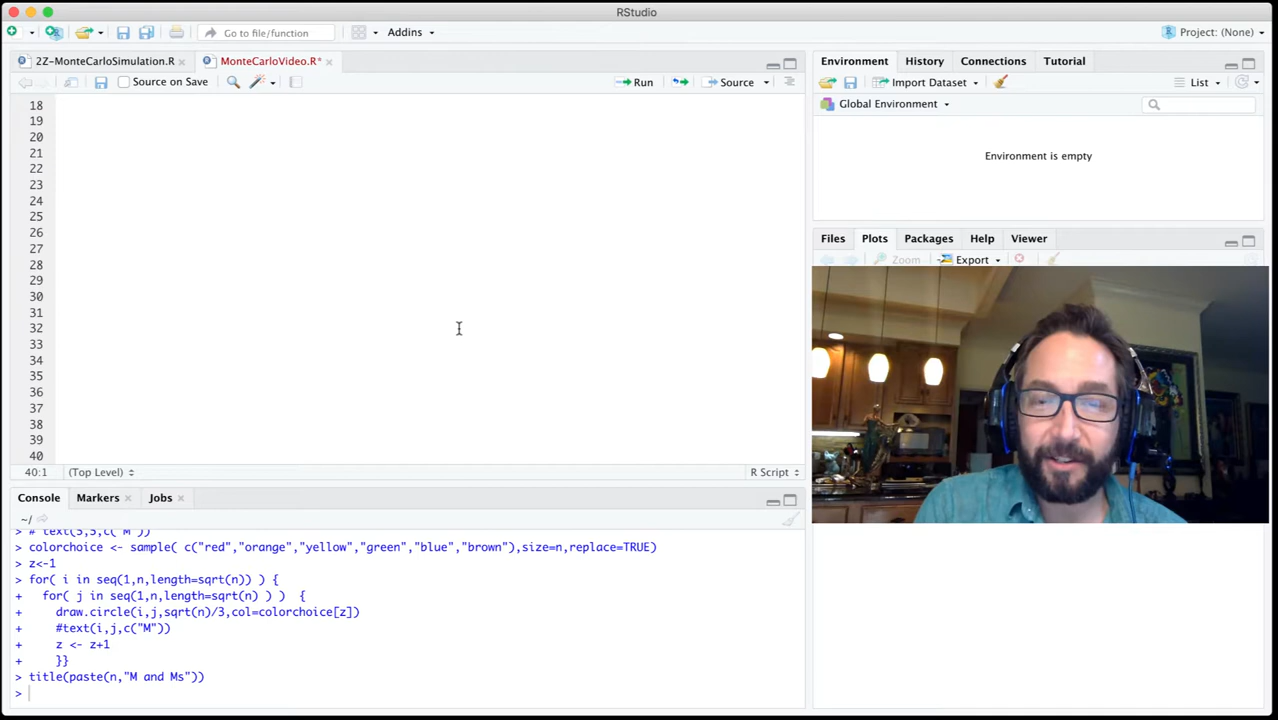 RStudio
Go to file/function
Addins
Project: (None)
2Z-MonteCarloSimulation.R
MonteCarloVideo.R*
Source on Save
Run
Source
18
19
20
21
22
23
24
25
26
27
28
29
30
31
32
33
34
35
36
37
38
39
40
40:1
(Top Level)
R Script
Console
Markers
Jobs
~/
> # text(5,5,c("M"))
> colorchoice <- sample( c("red","orange","yellow","green","blue","brown"),size=n,replace=TRUE)
> z<-1
> for( i in seq(1,n,length=sqrt(n)) ) {
+ for( j in seq(1,n,length=sqrt(n) ) ) {
+ draw.circle(i,j,sqrt(n)/3,col=colorchoice[z])
+ #text(i,j,c("M"))
+ z <- z+1
+ }}
> title(paste(n,"M and Ms"))
>
Environment
History
Connections
Tutorial
Import Dataset
List
Global Environment
Environment is empty
Files
Plots
Packages
Help
Viewer
Zoom
Export